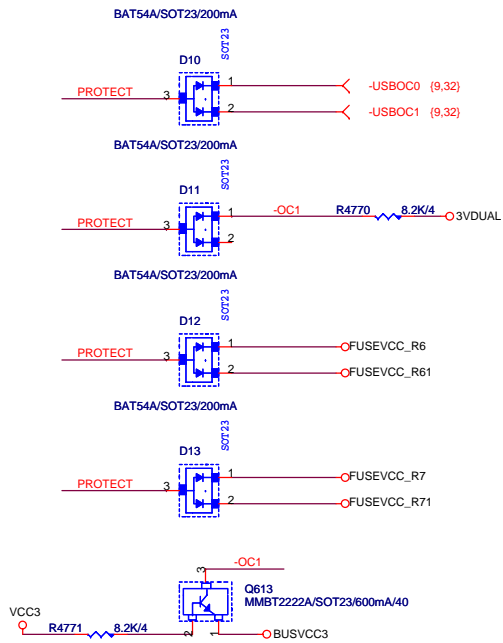 BAT54A/SOT23/200mA
SOT23
D10
PROTECT 3
1 -USBOC0 {9,32}
2 -USBOC1 {9,32}
BAT54A/SOT23/200mA
SOT23
D11
PROTECT 3
1 -OC1 R4770 8.2K/4 3VDUAL
2
BAT54A/SOT23/200mA
SOT23
D12
PROTECT 3
1 FUSEVCC_R6
2 FUSEVCC_R61
BAT54A/SOT23/200mA
SOT23
D13
PROTECT 3
1 FUSEVCC_R7
2 FUSEVCC_R71
3 -OC1
Q613
MMBT2222A/SOT23/600mA/40
VCC3
R4771 8.2K/4 2 1 BUSVCC3